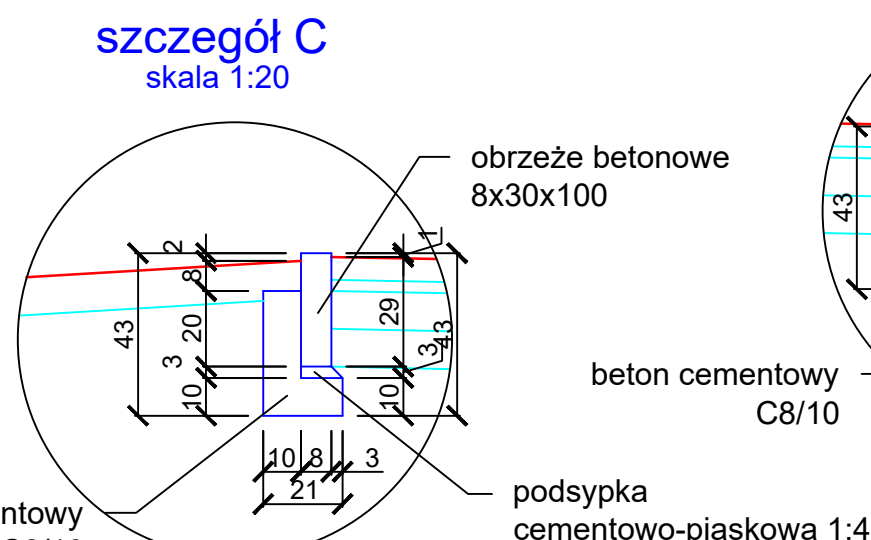 szczegół C
skala 1:20
obrzeże betonowe
8x30x100
2
8
43
20
3
10
1
29
3
43
10
10 8 3
21
43
beton cementowy
C8/10
podsypka
cementowo-piaskowa 1:4
ntowy